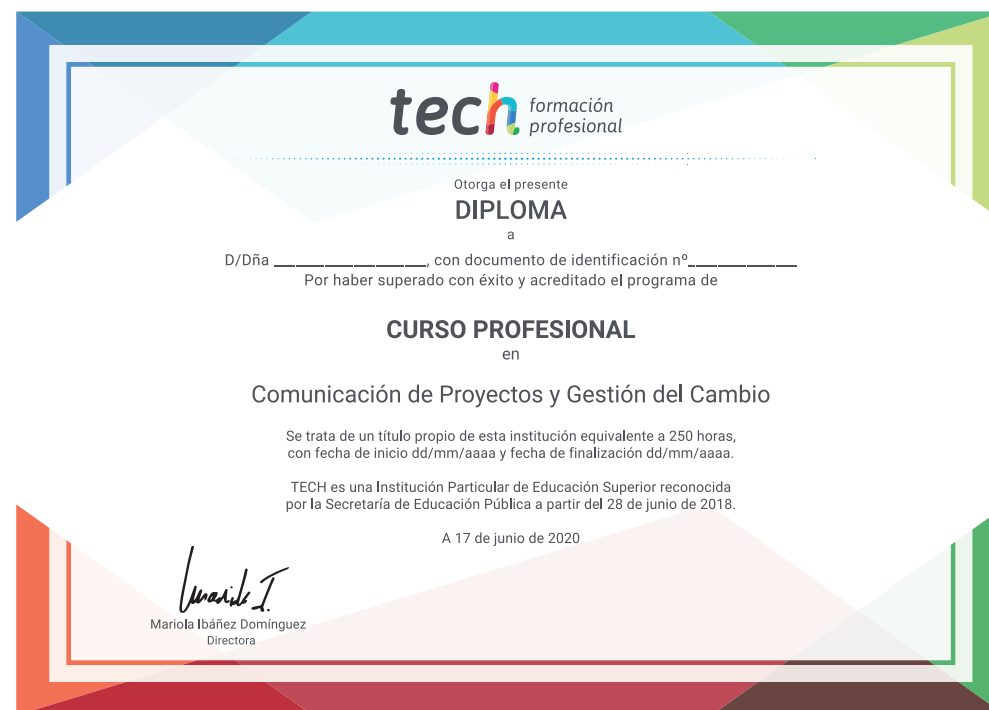 tech formación
profesional
Otorga el presente
DIPLOMA
a
D/Dña ______________, con documento de identificación nº__________
Por haber superado con éxito y acreditado el programa de
CURSO PROFESIONAL
en
Comunicación de Proyectos y Gestión del Cambio
Se trata de un título propio de esta institución equivalente a 250 horas,
con fecha de inicio dd/mm/aaaa y fecha de finalización dd/mm/aaaa.
TECH es una Institución Particular de Educación Superior reconocida
por la Secretaría de Educación Pública a partir del 28 de junio de 2018.
A 17 de junio de 2020
Mariola Ibáñez Domínguez
Directora